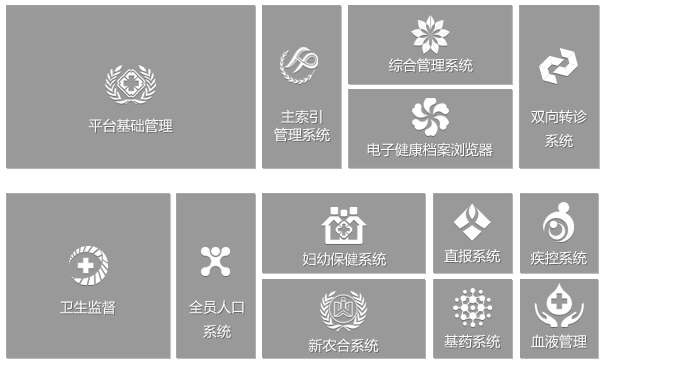 平台基础管理
主索引
管理系统
综合管理系统
电子健康档案浏览器
双向转诊
系统
卫生监督
全员人口
系统
妇幼保健系统
新农合系统
直报系统
疾控系统
基药系统
血液管理